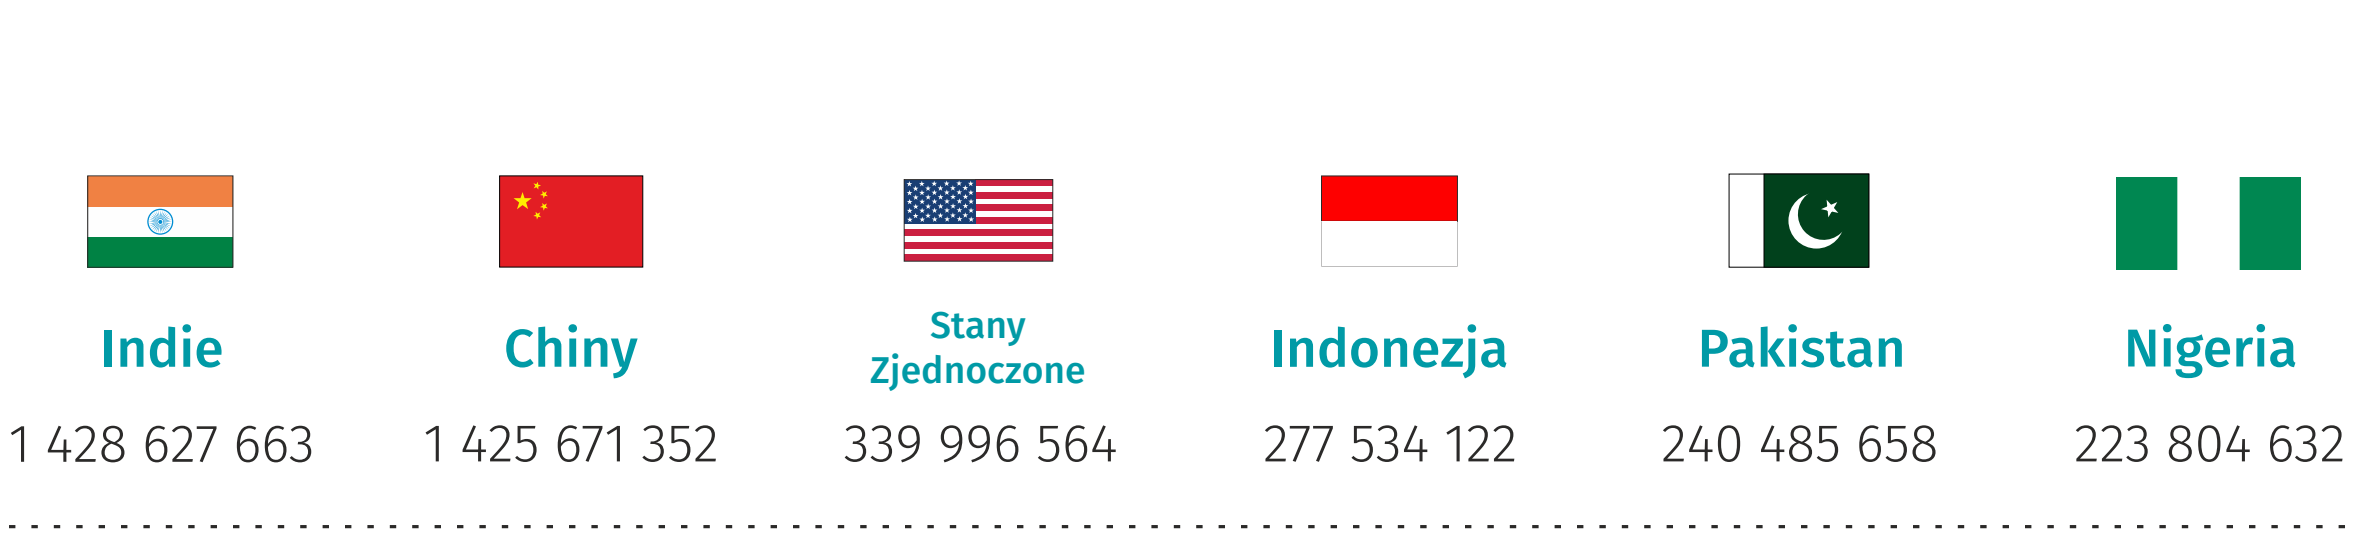 Indie
Chiny
Stany
Zjednoczone
Indonezja
Pakistan
Nigeria
1 428 627 663
1 425 671 352
339 996 564
277 534 122
240 485 658
223 804 632